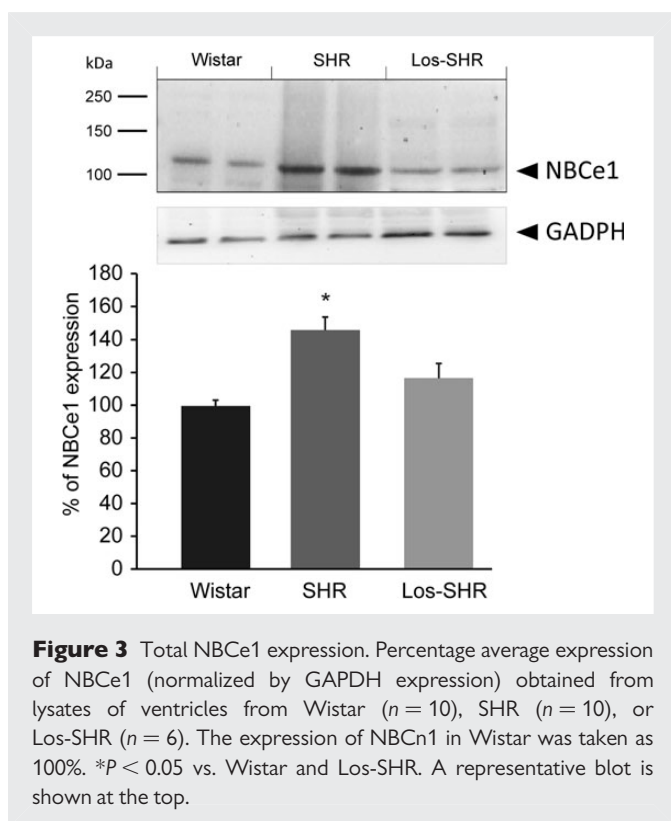 kDa Wistar SHR Los-SHR
250
150
100
NBCe1
GADPH
180
160
140
120
100
80
60
40
20
0
% of NBCe1 expression
*
Wistar SHR Los-SHR
Figure 3 Total NBCe1 expression. Percentage average expression
of NBCe1 (normalized by GAPDH expression) obtained from
lysates of ventricles from Wistar (n = 10), SHR (n = 10), or
Los-SHR (n = 6). The expression of NBCn1 in Wistar was taken as
100%. *P < 0.05 vs. Wistar and Los-SHR. A representative blot is
shown at the top.